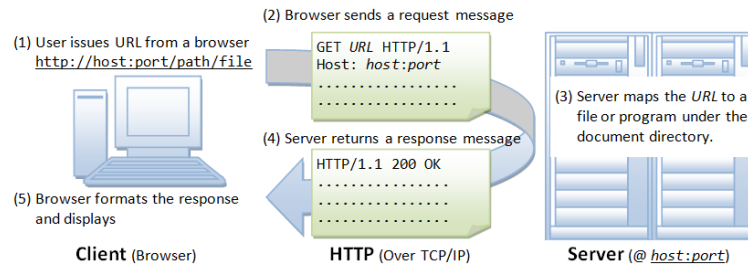 (1) User issues URL from a browser
http://host:port/path/file
(2) Browser sends a request message
GET URL HTTP/1.1
Host: host:port
..............
..............
(3) Server maps the URL to a
file or program under the
document directory.
(4) Server returns a response message
HTTP/1.1 200 OK
..............
..............
..............
(5) Browser formats the response
and displays
Client (Browser)
HTTP (Over TCP/IP)
Server (@ host:port)